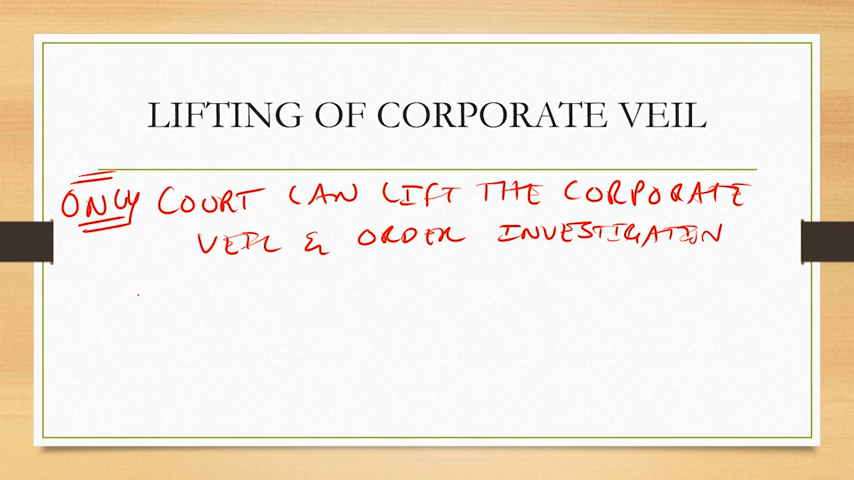 LIFTING OF CORPORATE VEIL
ONLY COURT CAN LIFT THE CORPORATE
VEIL & ORDER INVESTIGATION